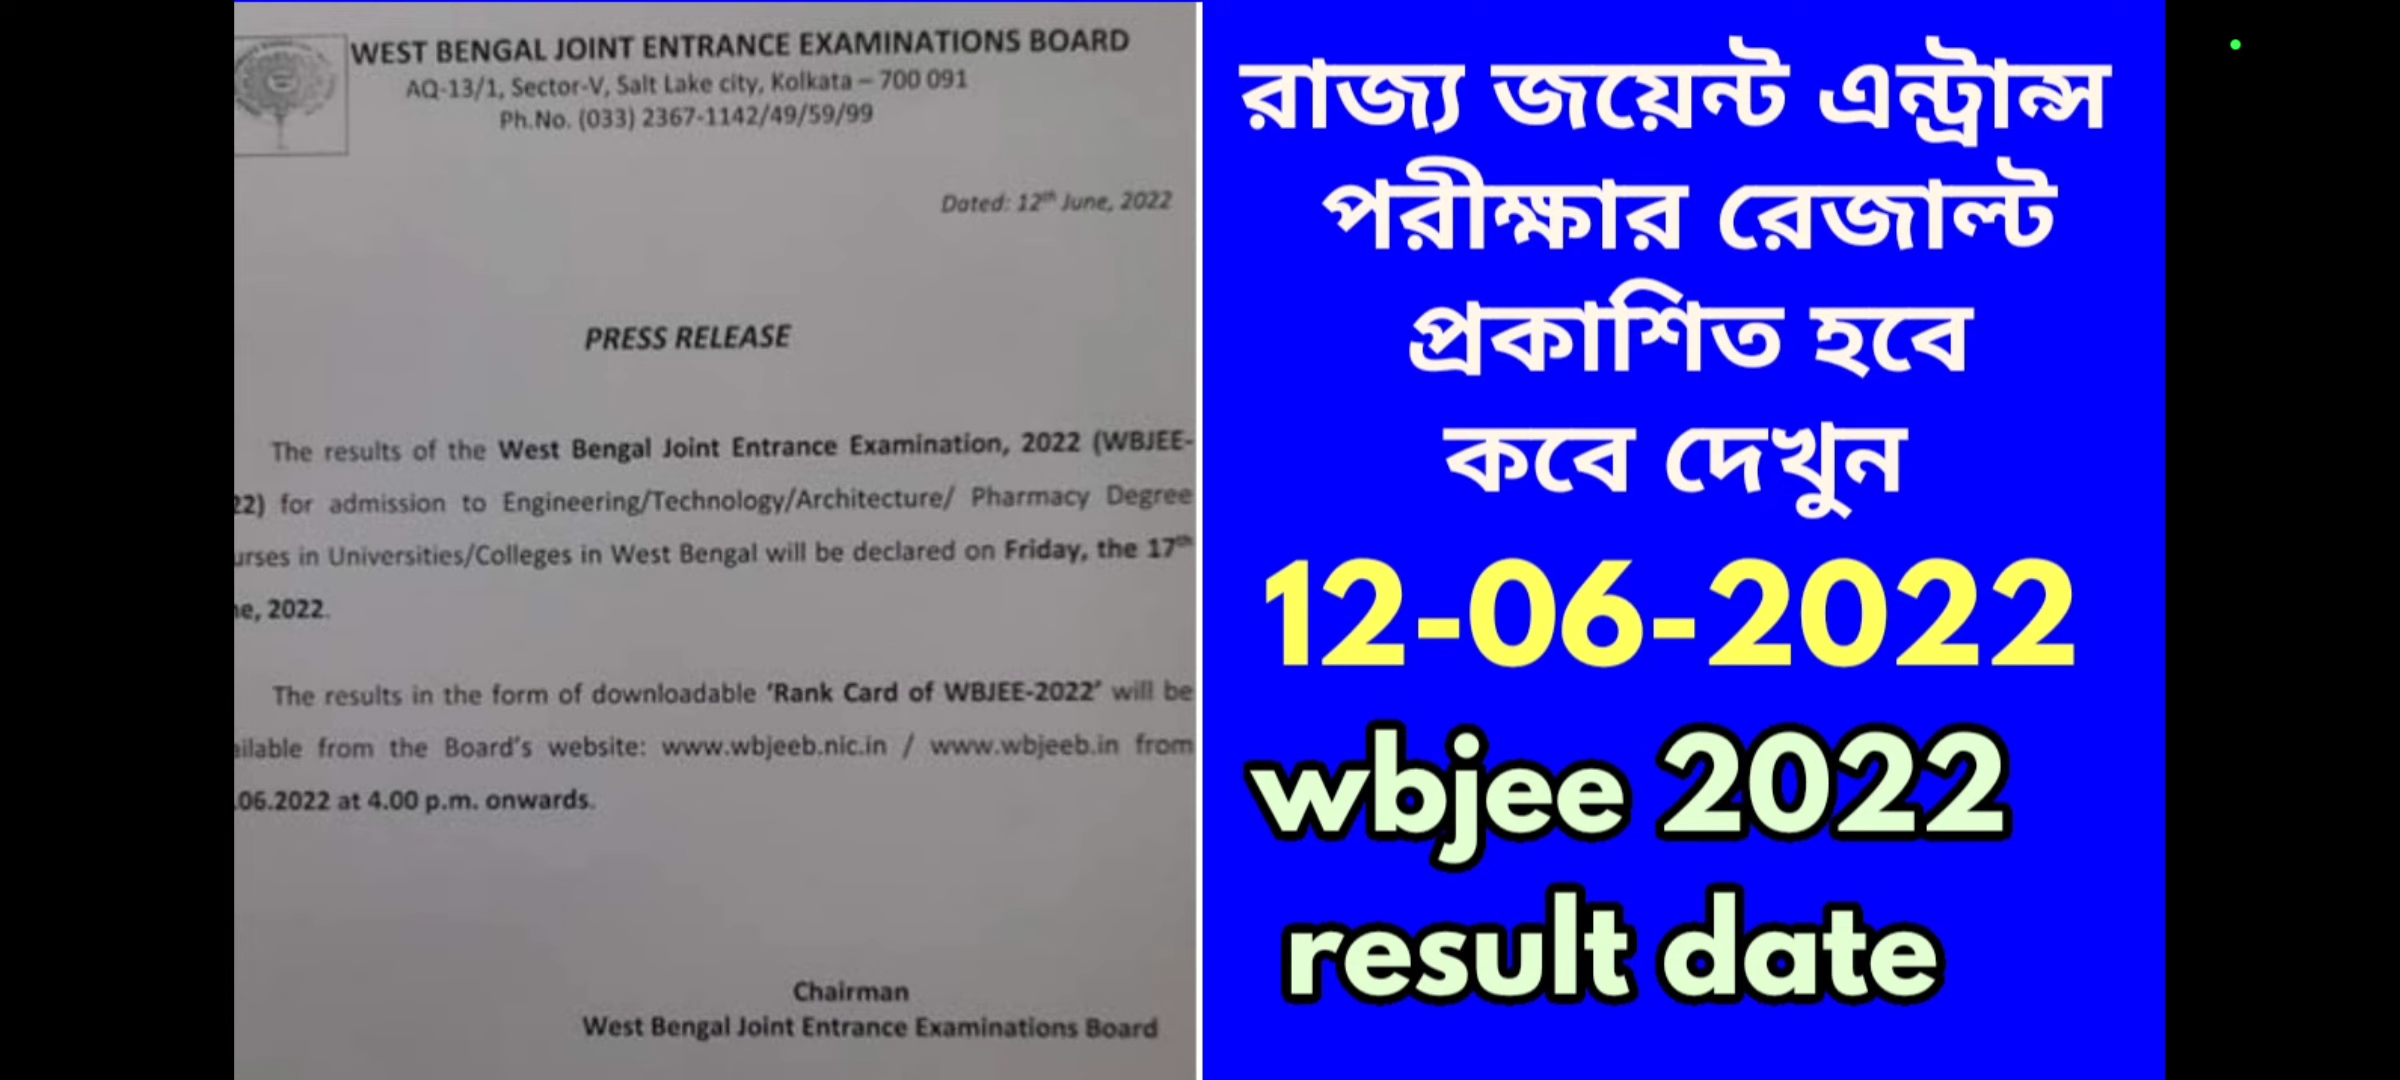 WEST BENGAL JOINT ENTRANCE EXAMINATIONS BOARD
AQ-13/1, Sector-V, Salt Lake city, Kolkata – 700 091
Ph.No. (033) 2367-1142/49/59/99
Dated: 12th June, 2022
PRESS RELEASE
The results of the West Bengal Joint Entrance Examination, 2022 (WBJEE-
22) for admission to Engineering/Technology/Architecture/ Pharmacy Degree
urses in Universities/Colleges in West Bengal will be declared on Friday, the 17th
ne, 2022.
The results in the form of downloadable ‘Rank Card of WBJEE-2022’ will be
ailable from the Board’s website: www.wbjeeb.nic.in / www.wbjeeb.in from
.06.2022 at 4.00 p.m. onwards.
Chairman
West Bengal Joint Entrance Examinations Board
রাজ্য জয়েন্ট এন্ট্রান্স
পরীক্ষার রেজাল্ট
প্রকাশিত হবে
কবে দেখুন
12-06-2022
wbjee 2022
result date